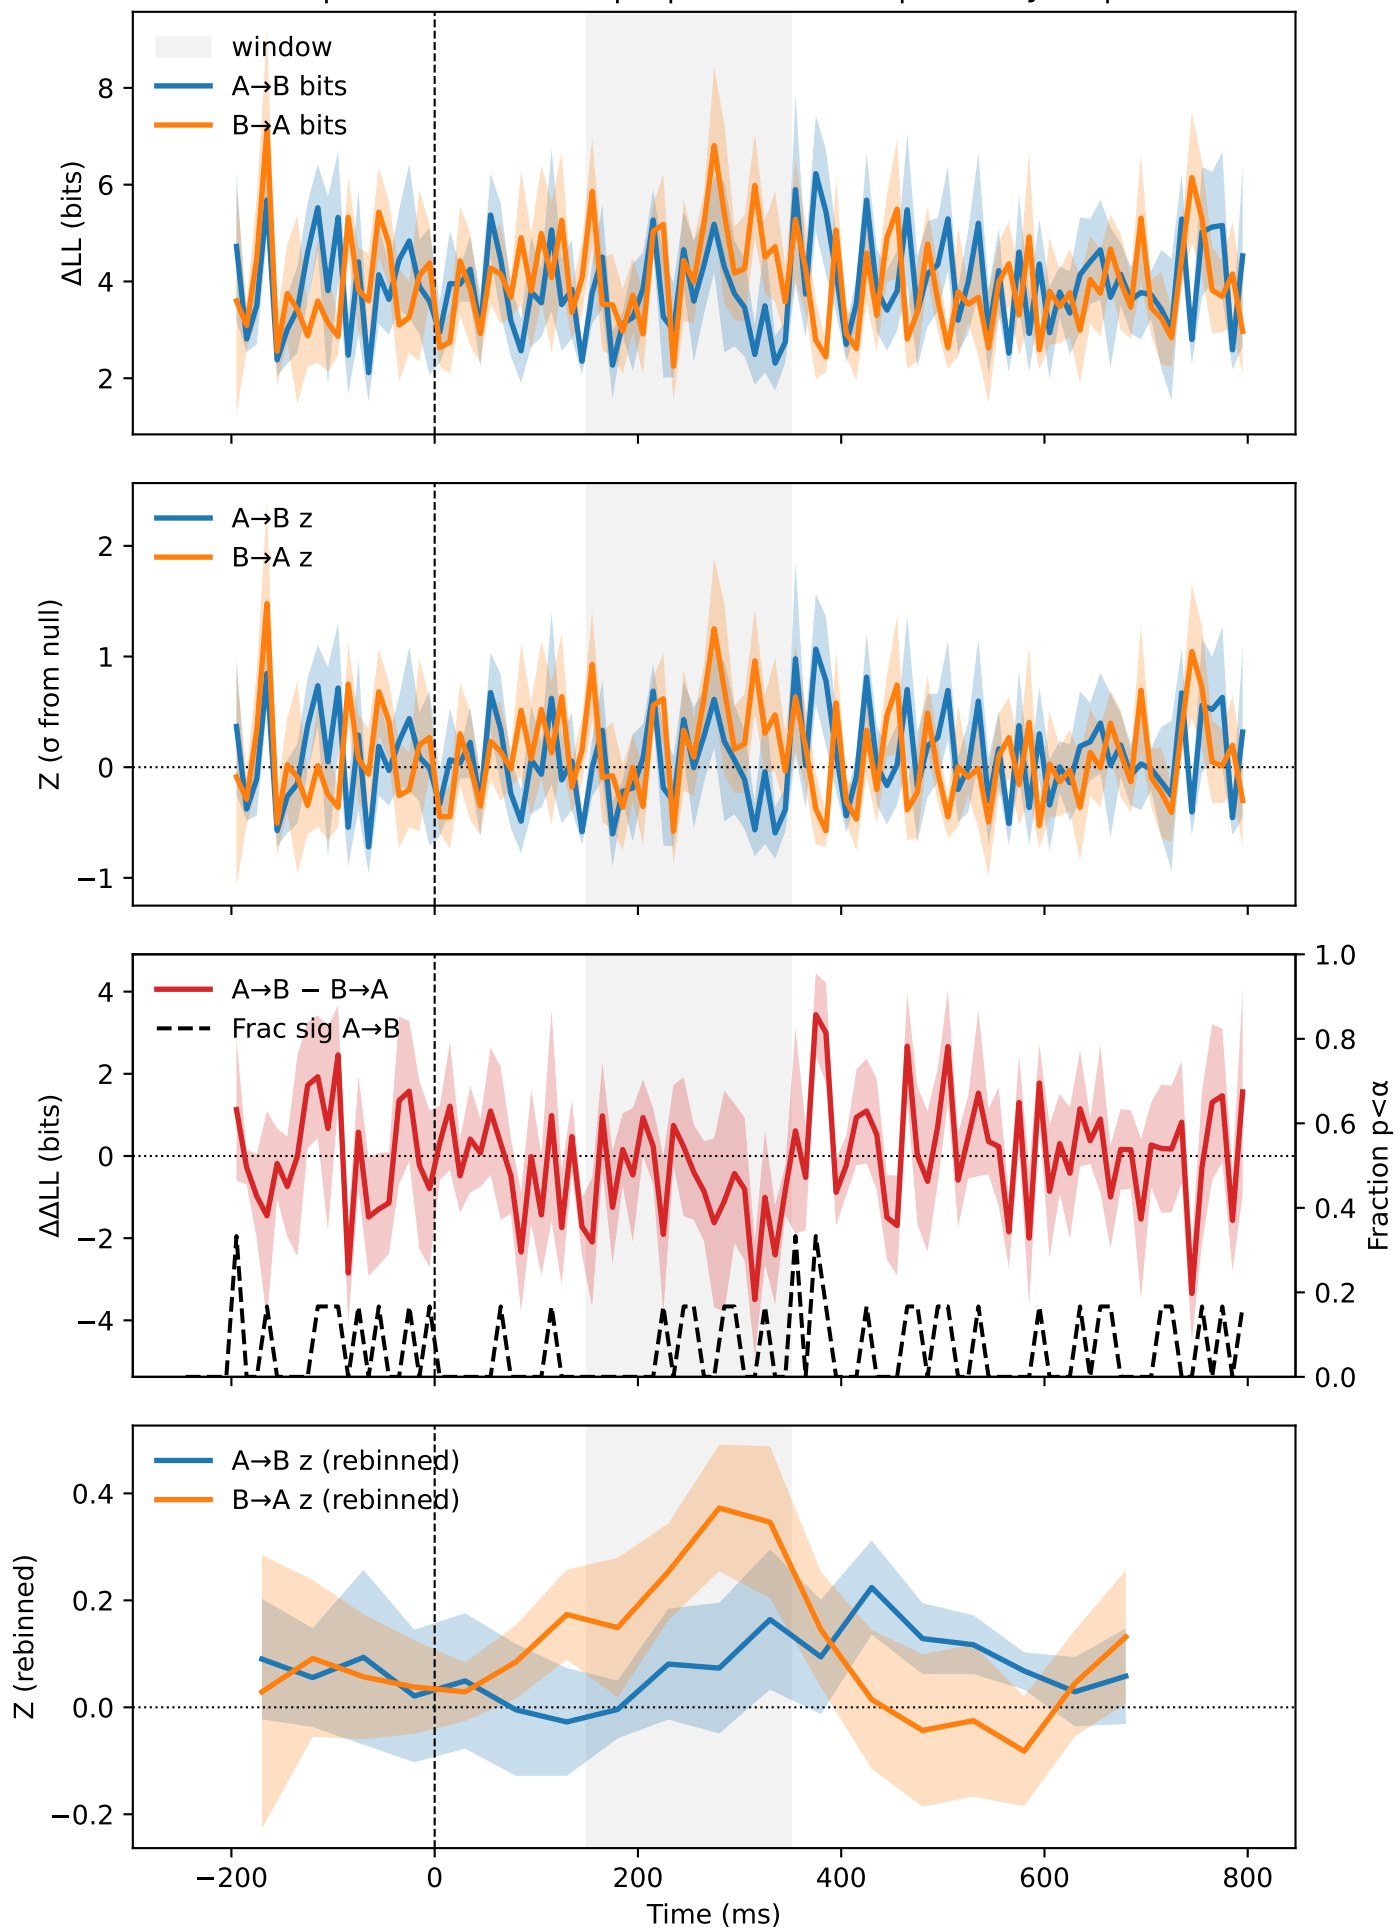 window
A→B bits
B→A bits
ΔLL (bits)
8
6
4
2
A→B z
B→A z
Z (σ from null)
2
1
0
−1
A→B − B→A
Frac sig A→B
ΔΔLL (bits)
4
2
0
−2
−4
1.0
0.8
0.6
0.4
0.2
0.0
Fraction p<α
A→B z (rebinned)
B→A z (rebinned)
Z (rebinned)
0.4
0.2
0.0
−0.2
−200
0
200
400
600
800
Time (ms)